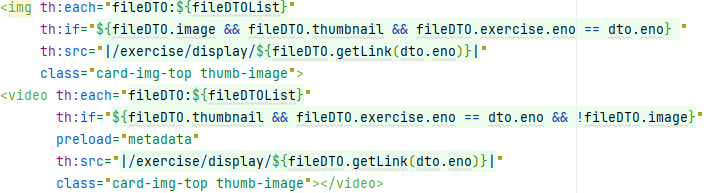 <img th:each="fileDTO:${fileDTOList}"
th:if="${fileDTO.image && fileDTO.thumbnail && fileDTO.exercise.eno == dto.eno} "
th:src="|/exercise/display/${fileDTO.getLink(dto.eno)}|"
class="card-img-top thumb-image">
<video th:each="fileDTO:${fileDTOList}"
th:if="${fileDTO.thumbnail && fileDTO.exercise.eno == dto.eno && !fileDTO.image}"
preload="metadata"
th:src="|/exercise/display/${fileDTO.getLink(dto.eno)}|"
class="card-img-top thumb-image"></video>